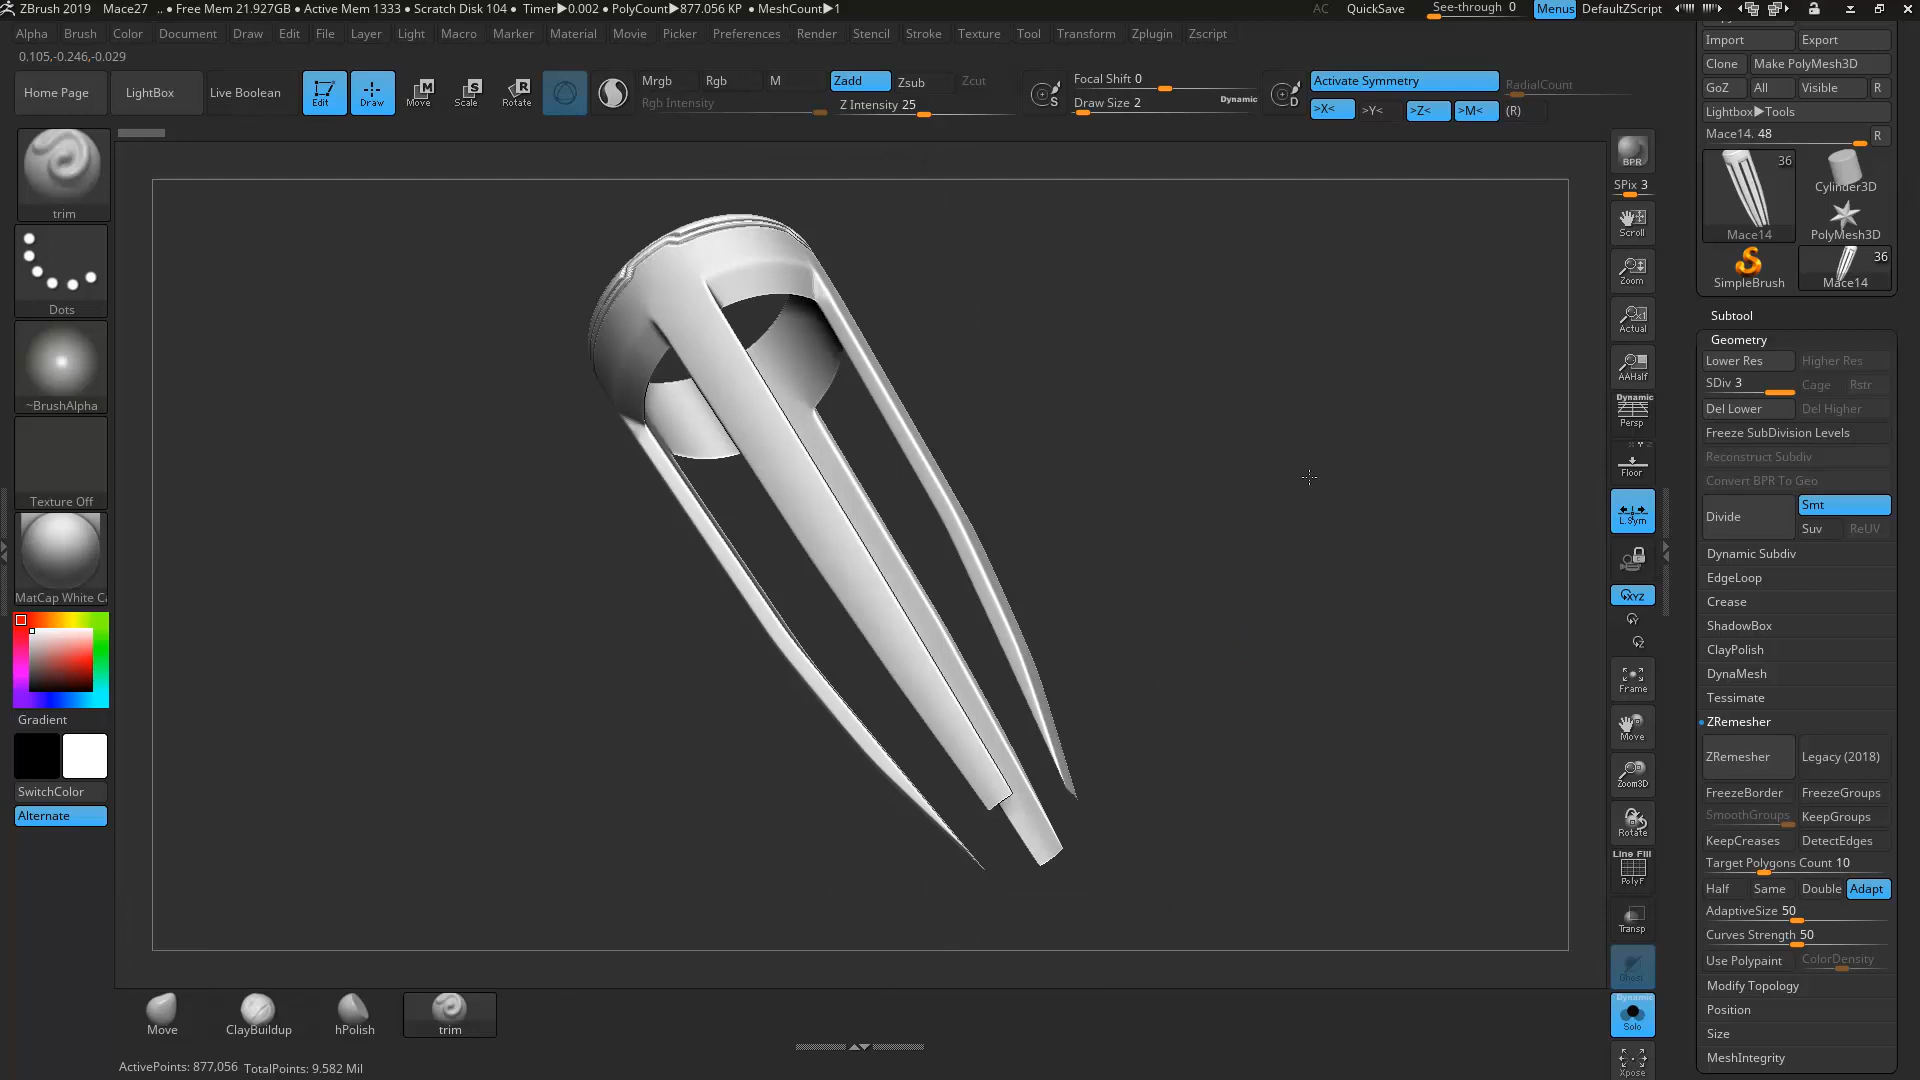 ZBrush 2019 Mace27 .. • Free Mem 21.927GB • Active Mem 1333 • Scratch Disk 104 • Timer▶0.002 • PolyCount▶877.056 KP • MeshCount▶1 AC QuickSave See-through 0 Menus DefaultZScript
Alpha Brush Color Document Draw Edit File Layer Light Macro Marker Material Movie Picker Preferences Render Stencil Stroke Texture Tool Transform Zplugin Zscript
0.105,-0.246,-0.029
Home Page LightBox Live Boolean Edit Draw Move Scale Rotate
Mrgb Rgb M Zadd Zsub Zcut
Rgb Intensity Z Intensity 25
Focal Shift 0
Draw Size 2 Dynamic
Activate Symmetry RadialCount
>X< >Y< >Z< >M< (R)
trim
Dots
~BrushAlpha
Texture Off
MatCap White Ca
Gradient
SwitchColor
Alternate
BPR
SPix 3
Scroll
Zoom
Actual
AAHalf
Dynamic
Persp
Floor
L.Sym
XYZ
Frame
Move
Zoom3D
Rotate
Line Fill
PolyF
Transp
Ghost
Dynamic
Solo
Xpose
Import Export
Clone Make PolyMesh3D
GoZ All Visible R
Lightbox▶Tools
Mace14. 48 R
36
Mace14
Cylinder3D
PolyMesh3D
SimpleBrush
36
Mace14
Subtool
Geometry
Lower Res Higher Res
SDiv 3 Cage Rstr
Del Lower Del Higher
Freeze SubDivision Levels
Reconstruct Subdiv
Convert BPR To Geo
Divide Smt
Suv ReUV
Dynamic Subdiv
EdgeLoop
Crease
ShadowBox
ClayPolish
DynaMesh
Tessimate
ZRemesher
ZRemesher Legacy (2018)
FreezeBorder FreezeGroups
SmoothGroups KeepGroups
KeepCreases DetectEdges
Target Polygons Count 10
Half Same Double Adapt
AdaptiveSize 50
Curves Strength 50
Use Polypaint ColorDensity
Modify Topology
Position
Size
MeshIntegrity
Move ClayBuildup hPolish trim
ActivePoints: 877,056 TotalPoints: 9.582 Mil